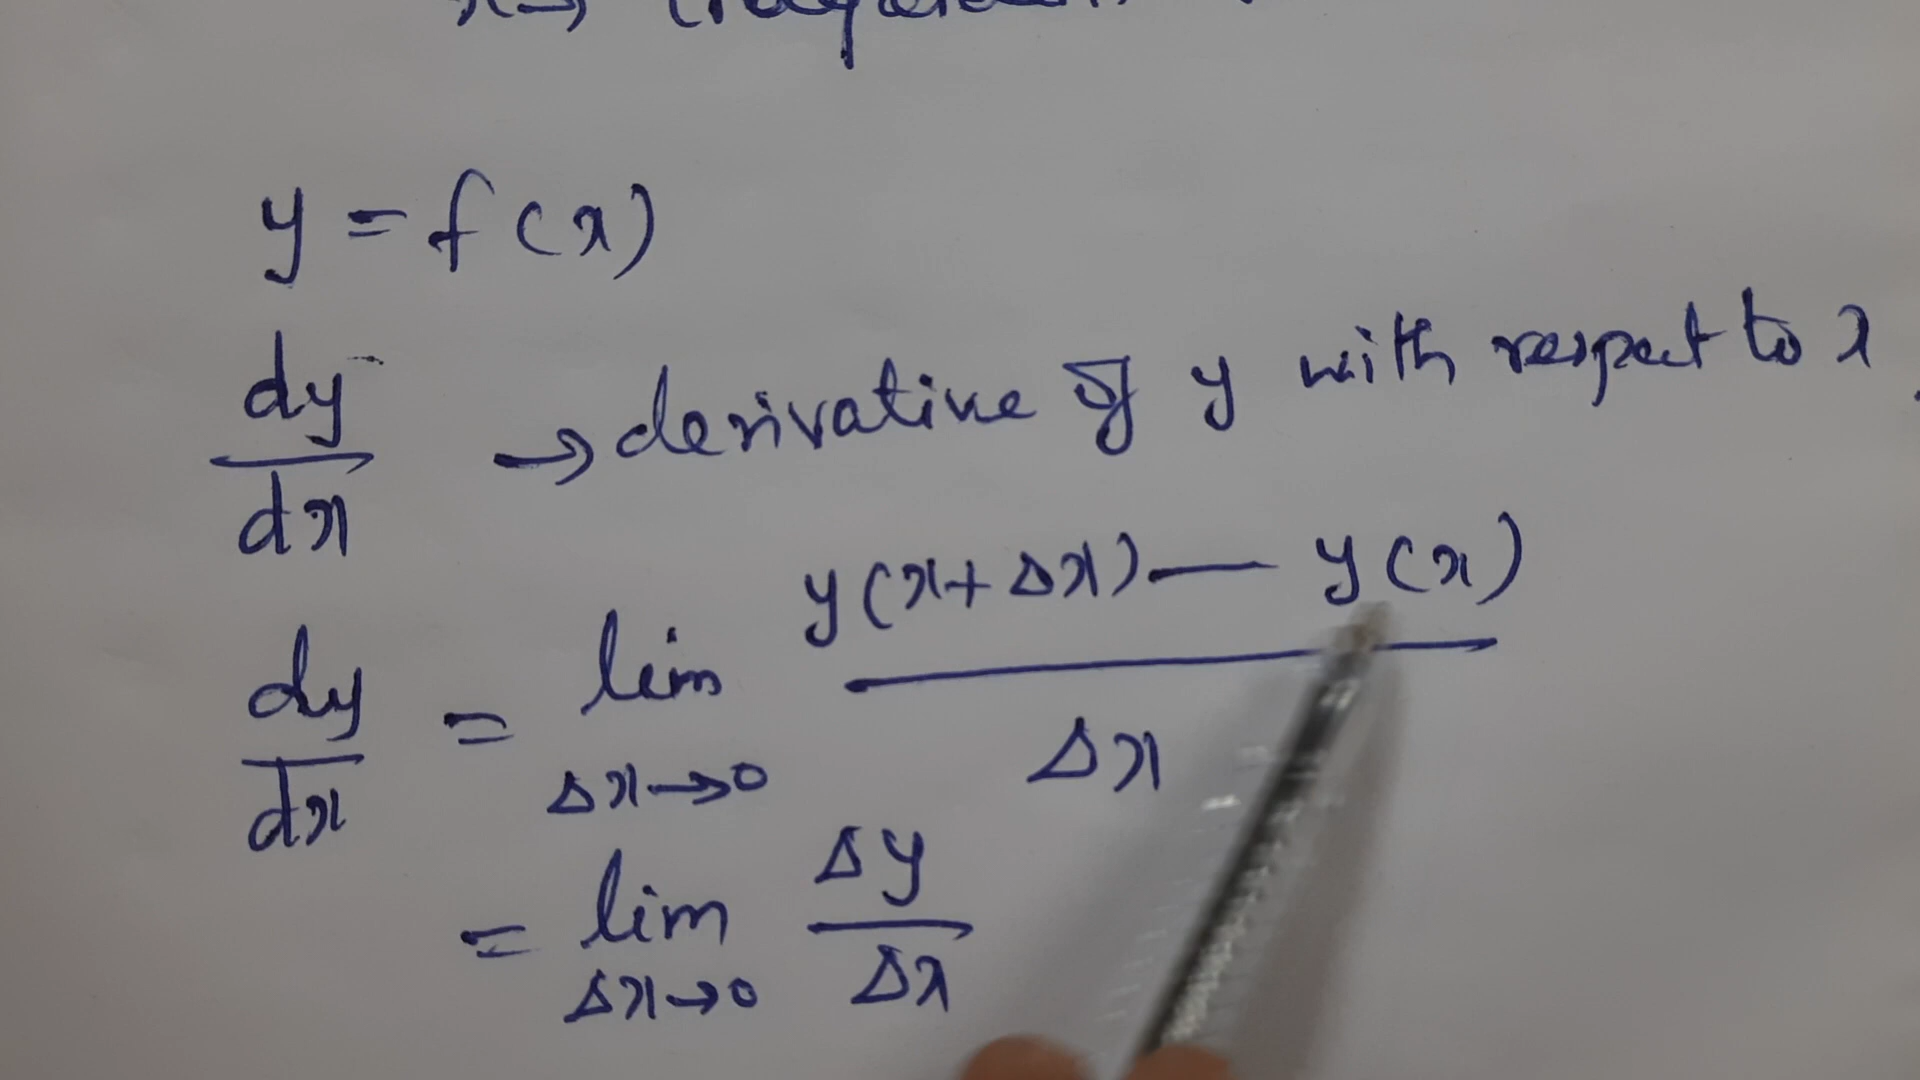 x →
y = f(x)
dy/dx → derivative of y with respect to x.
dy/dx = lim Δx→0 y(x+Δx) — y(x) / Δx
= lim Δx→0 Δy/Δx